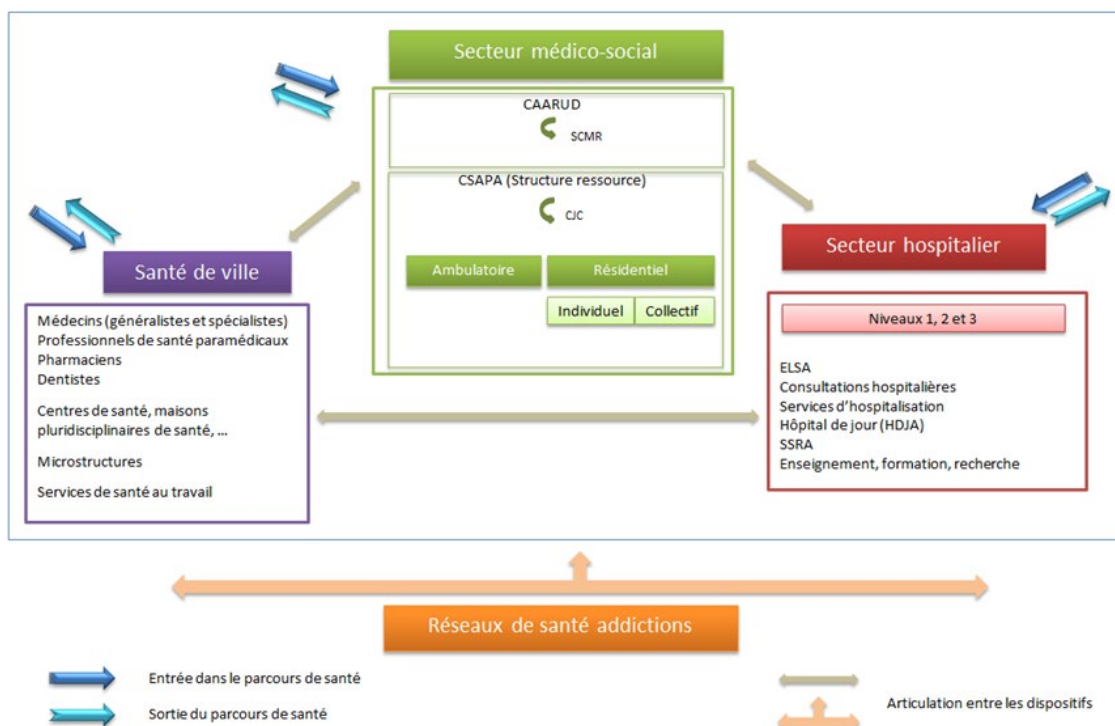 Secteur médico-social
CAARUD
SCMR
CSAPA (Structure ressource)
CJC
Ambulatoire
Résidentiel
Individuel
Collectif
Santé de ville
Médecins (généralistes et spécialistes)
Professionnels de santé paramédicaux
Pharmaciens
Dentistes
Centres de santé, maisons
pluridisciplinaires de santé, ...
Microstructures
Services de santé au travail
Secteur hospitalier
Niveaux 1, 2 et 3
ELSA
Consultations hospitalières
Services d'hospitalisation
Hôpital de jour (HDJA)
SSRA
Enseignement, formation, recherche
Réseaux de santé addictions
Entrée dans le parcours de santé
Sortie du parcours de santé
Articulation entre les dispositifs